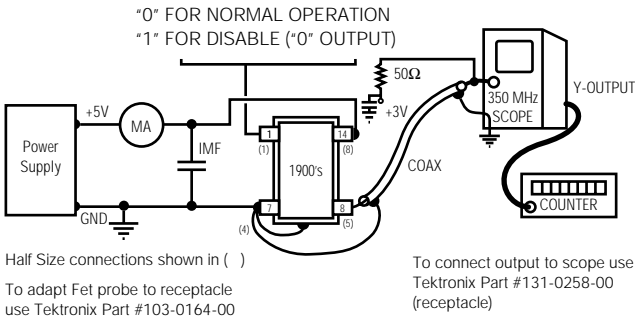 "0" FOR NORMAL OPERATION
"1" FOR DISABLE ("0" OUTPUT)
50Ω
+3V
350 MHz
SCOPE
Y-OUTPUT
+5V
MA
Power
Supply
IMF
1
(1)
14
(8)
1900's
COAX
7
(4)
8
(5)
GND
COUNTER
Half Size connections shown in ( )
To adapt Fet probe to receptacle
use Tektronix Part #103-0164-00
To connect output to scope use
Tektronix Part #131-0258-00
(receptacle)